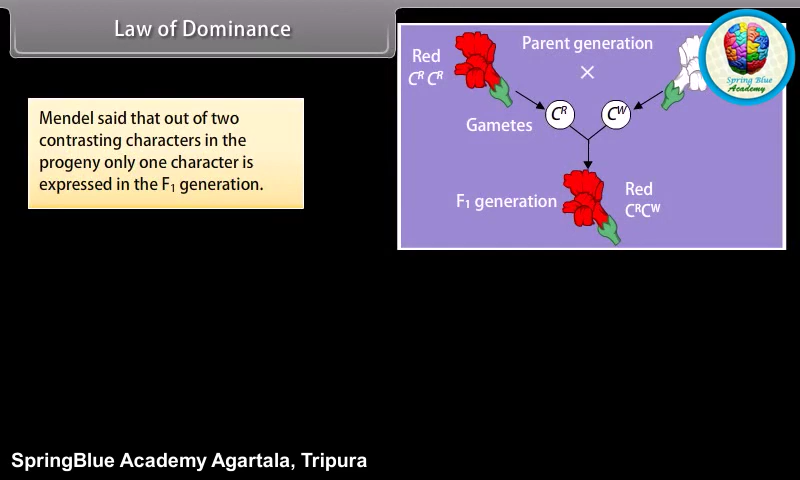 Law of Dominance
Mendel said that out of two
contrasting characters in the
progeny only one character is
expressed in the F₁ generation.
Parent generation
Red
Cᴿ Cᴿ
×
Spring Blue
Academy
Gametes
Cᴿ
Cᵂ
F₁ generation
Red
CᴿCᵂ
SpringBlue Academy Agartala, Tripura